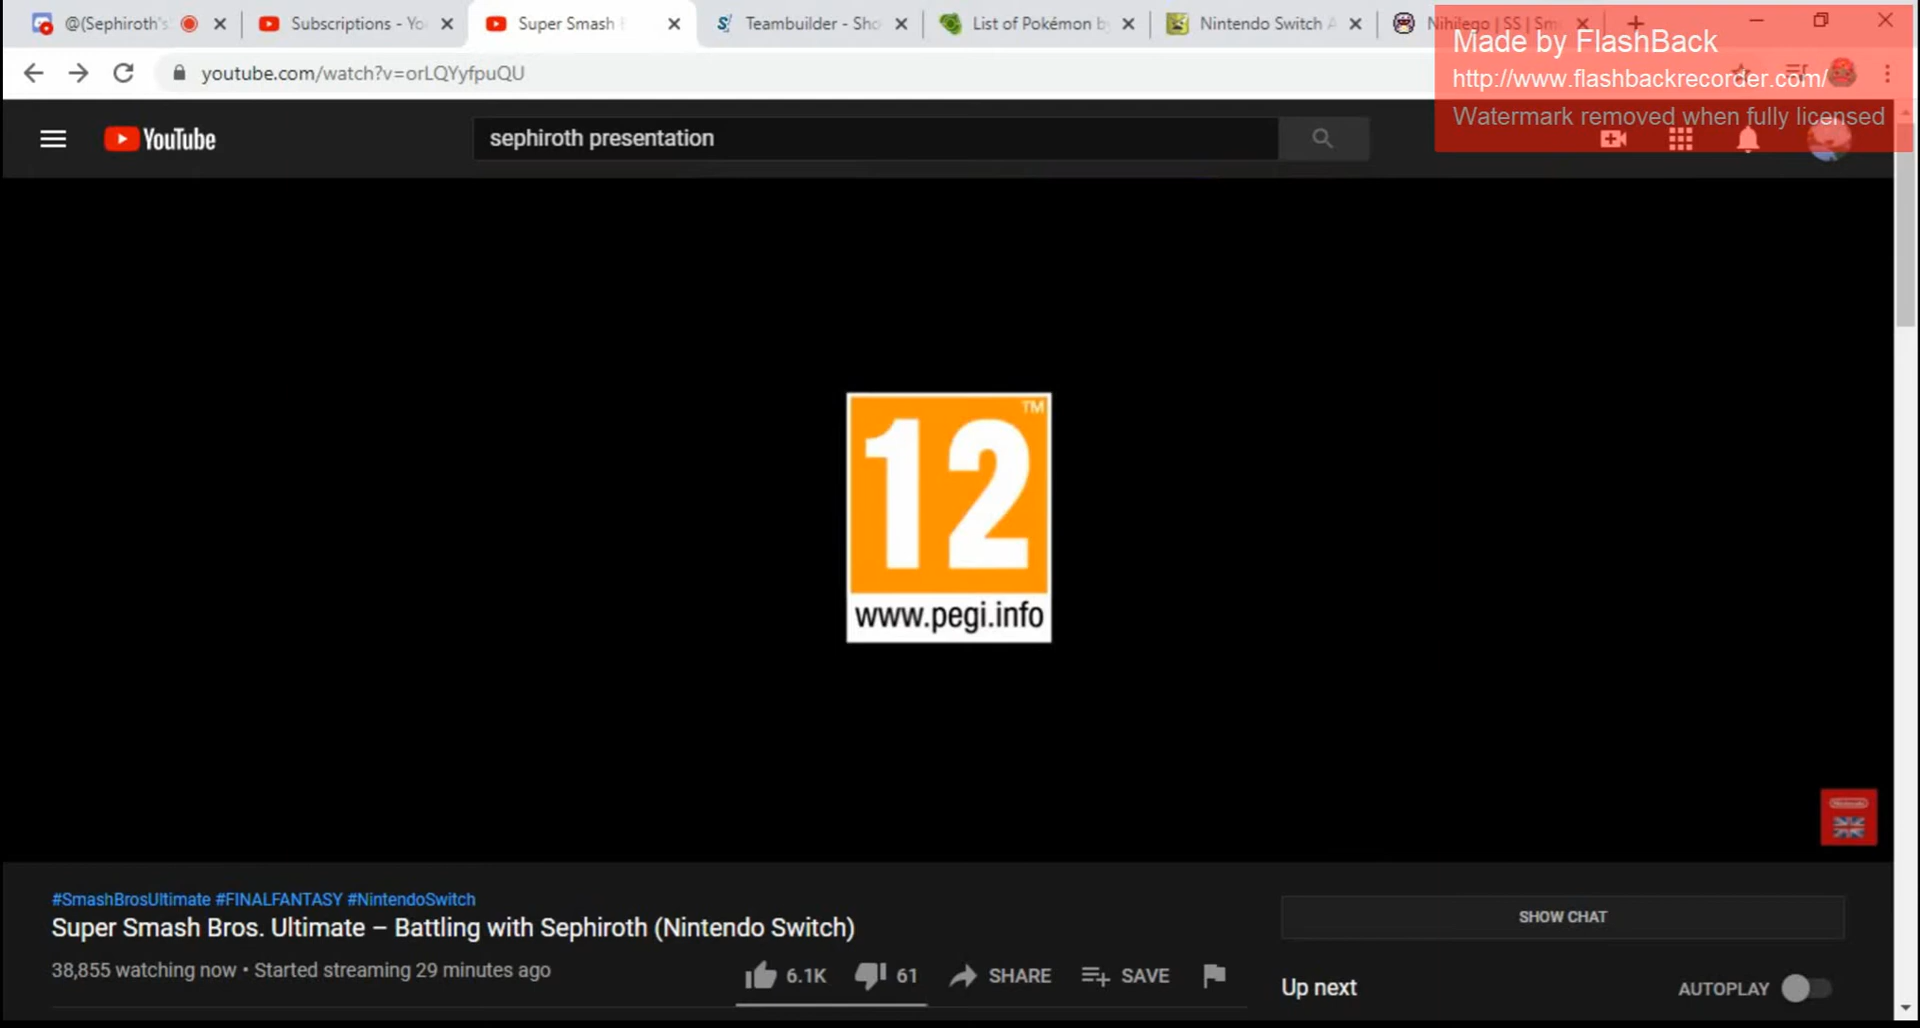 @(Sephiroth's
Subscriptions - Yo
Super Smash
Teambuilder - Sho
List of Pokémon by
Nintendo Switch A
Nihilego | SS | Sm
Made by FlashBack
http://www.flashbackrecorder.com/
Watermark removed when fully licensed
youtube.com/watch?v=orLQYyfpuQU
YouTube
sephiroth presentation
12
TM
www.pegi.info
Nintendo
#SmashBrosUltimate #FINALFANTASY #NintendoSwitch
Super Smash Bros. Ultimate – Battling with Sephiroth (Nintendo Switch)
38,855 watching now • Started streaming 29 minutes ago
6.1K 61 SHARE SAVE
SHOW CHAT
Up next
AUTOPLAY